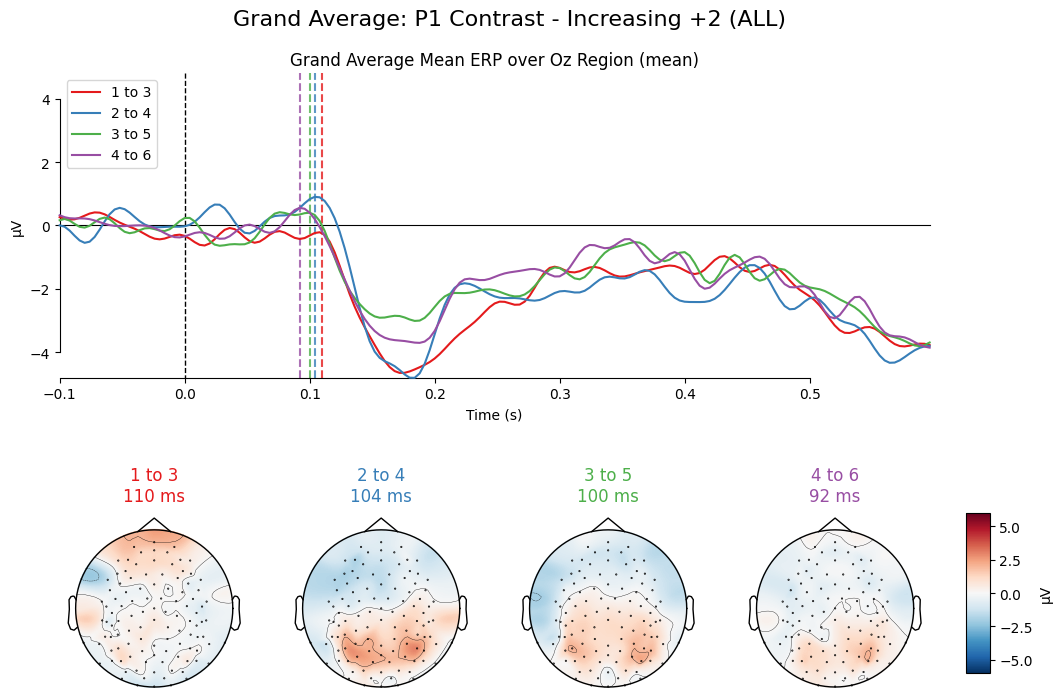 Grand Average: P1 Contrast - Increasing +2 (ALL)
Grand Average Mean ERP over Oz Region (mean)
1 to 3
2 to 4
3 to 5
4 to 6
4
2
0
−2
−4
µV
−0.1 0.0 0.1 0.2 0.3 0.4 0.5
Time (s)
1 to 3
110 ms
2 to 4
104 ms
3 to 5
100 ms
4 to 6
92 ms
5.0
2.5
0.0
−2.5
−5.0
µV